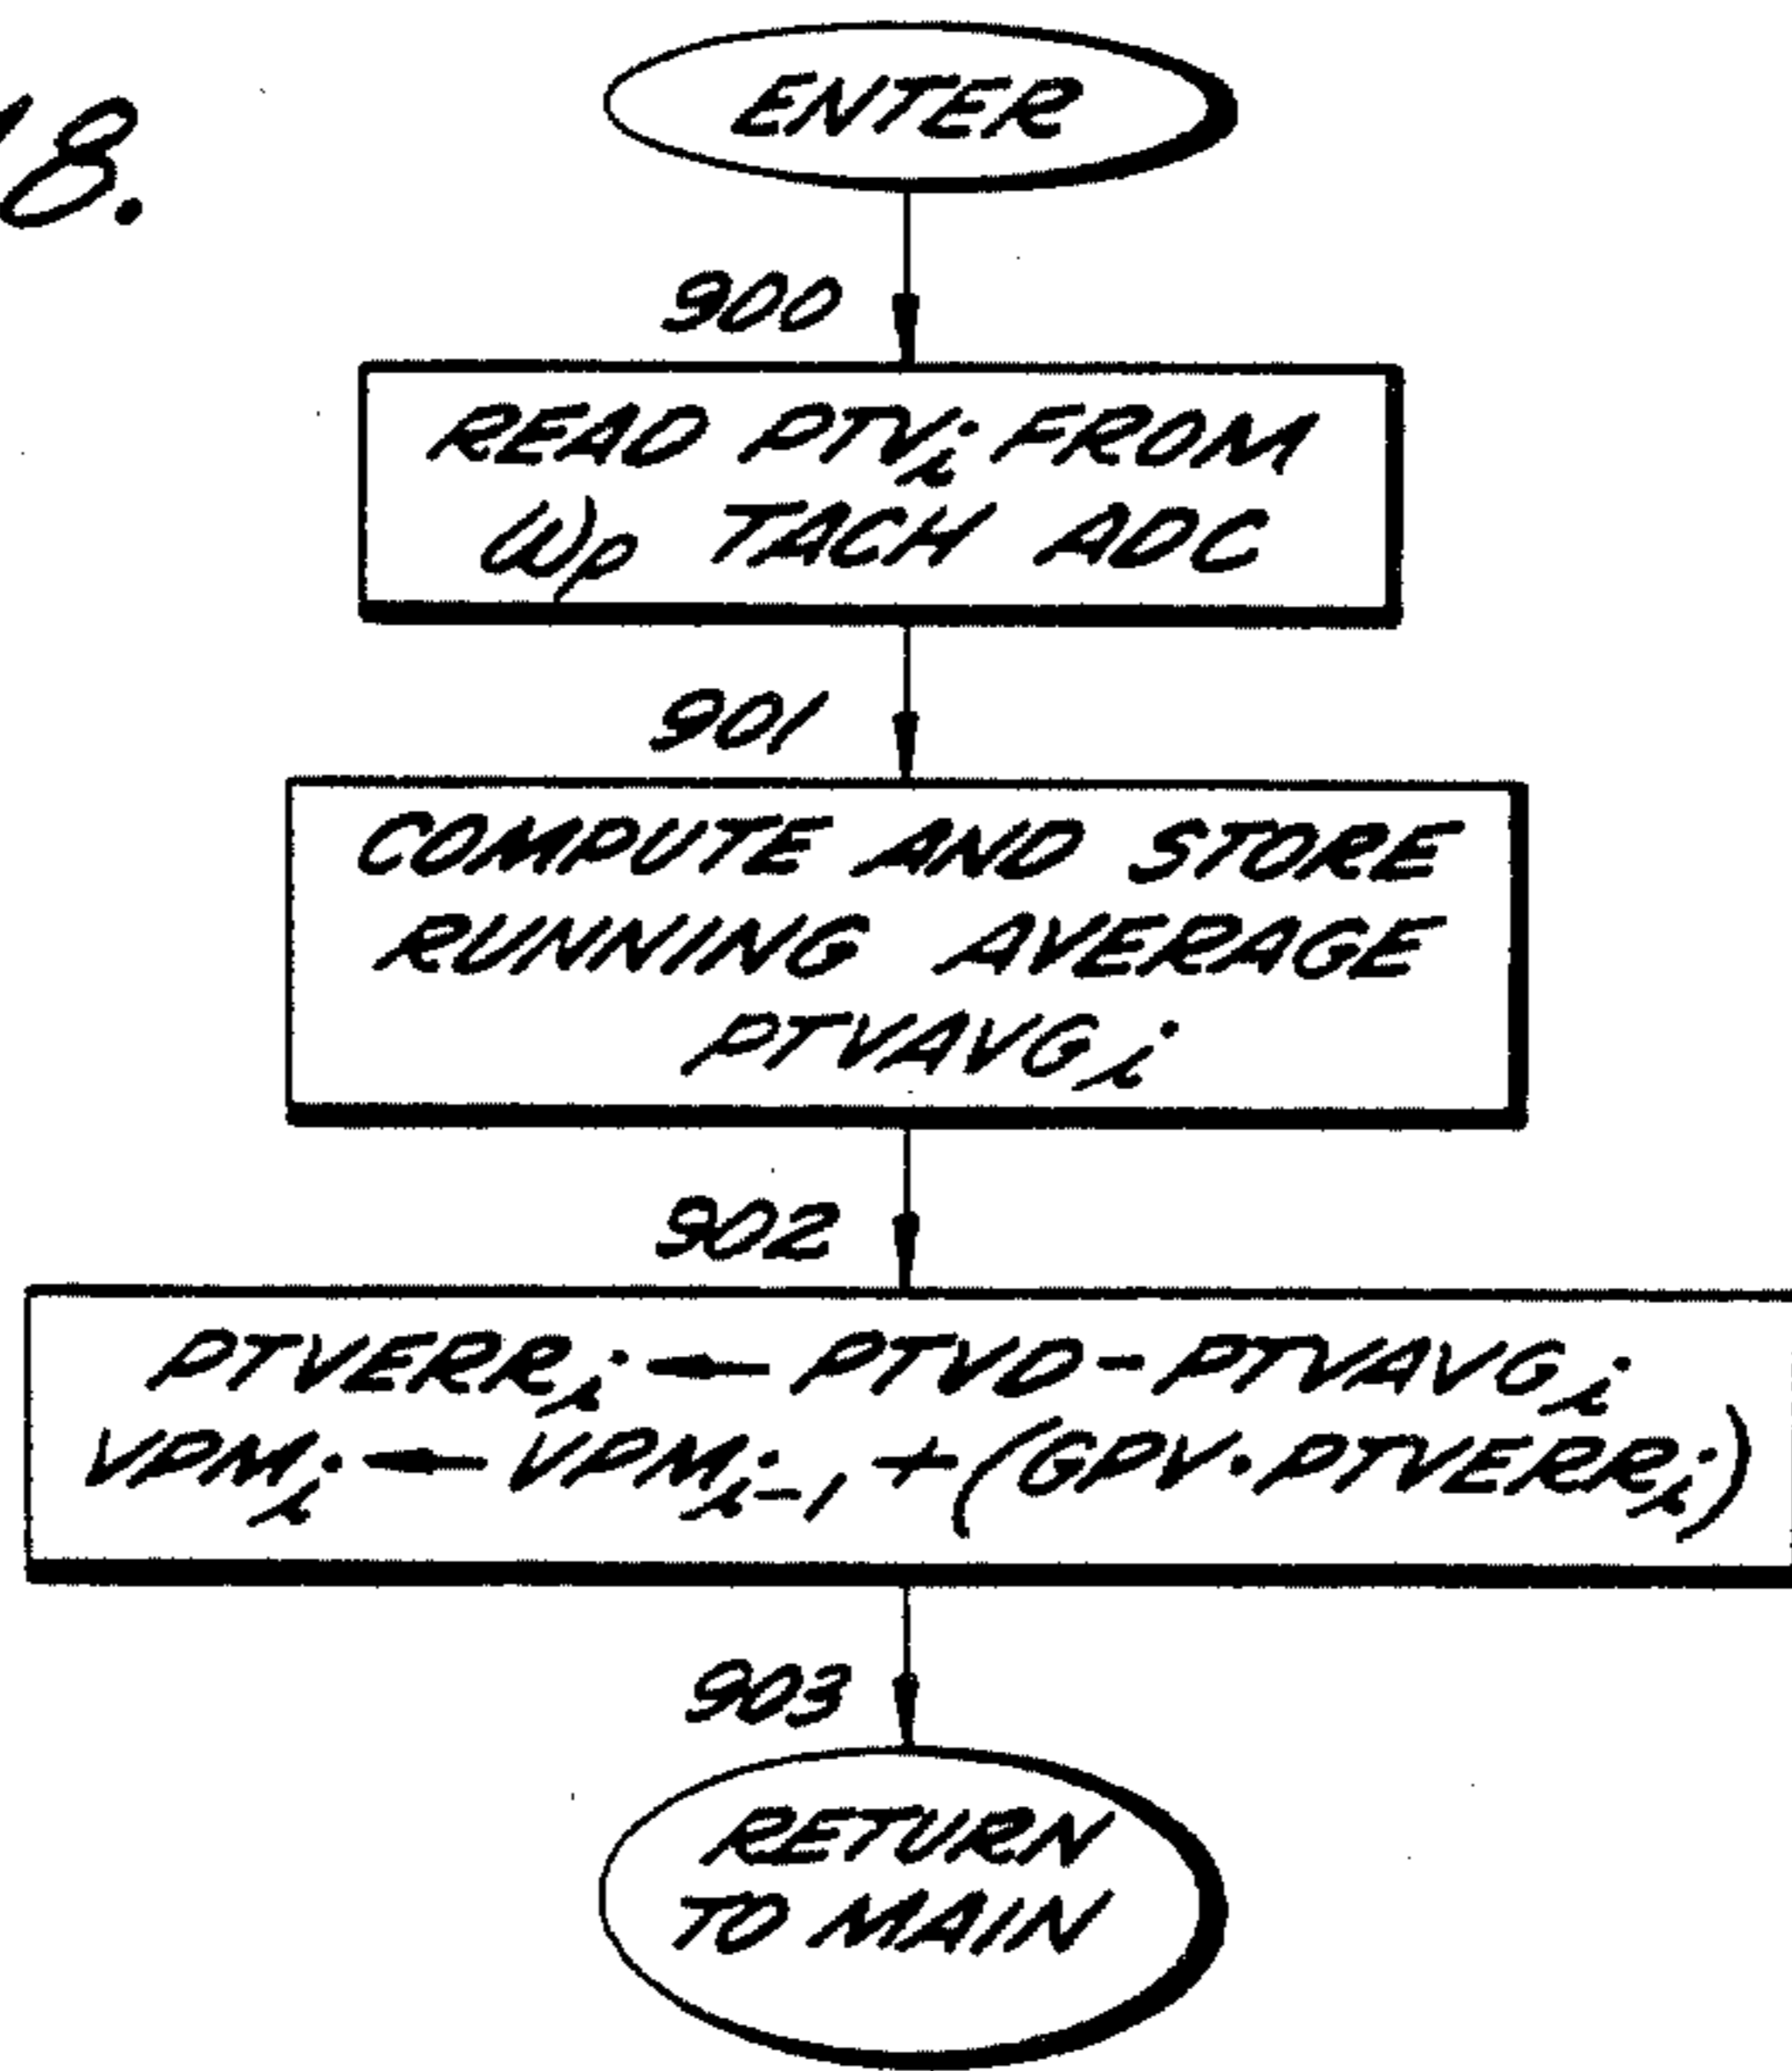 18.
ENTER
900
READ PTVᵢ FROM
ωp TACH ADC
901
COMPUTE AND STORE
RUNNING AVERAGE
PTVAVGᵢ
902
PTVERRᵢ ← PTVD - PTVAVGᵢ
VPMᵢ ← VPMᵢ₋₁ + (GPV·PTVERRᵢ)
903
RETURN
TO MAIN